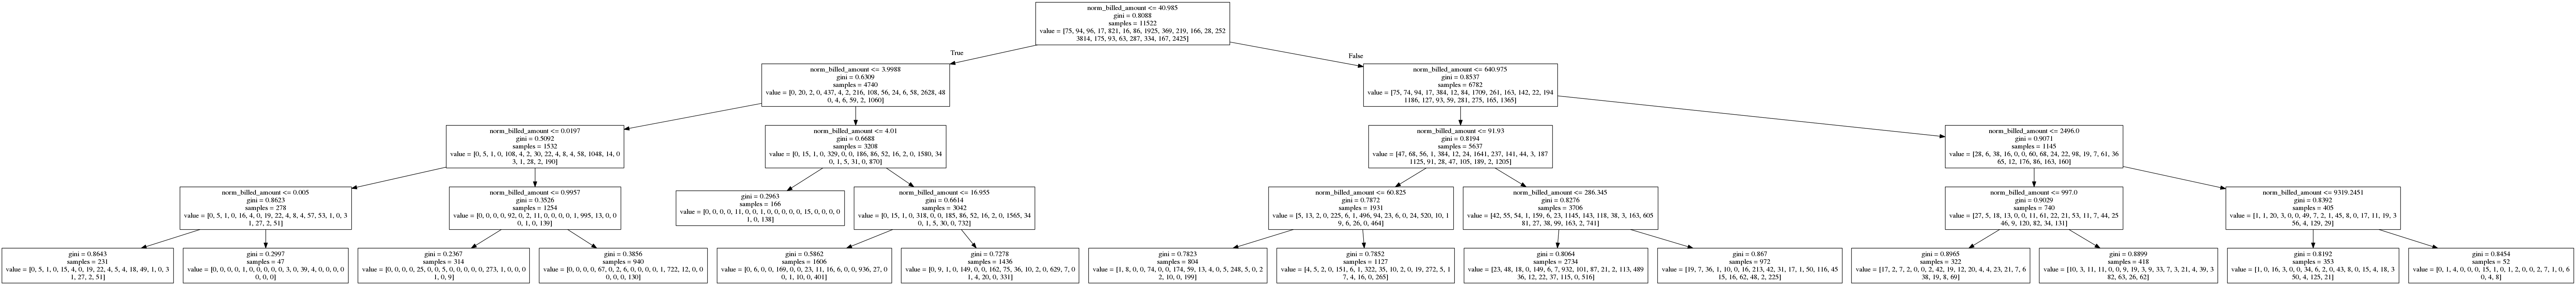 norm_billed_amount <= 40.985
gini = 0.8088
samples = 11522
value = [75, 94, 96, 17, 821, 16, 86, 1925, 369, 219, 166, 28, 252
3814, 175, 93, 63, 287, 334, 167, 2425]
True
False
norm_billed_amount <= 3.9988
gini = 0.6309
samples = 4740
value = [0, 20, 2, 0, 437, 4, 2, 216, 108, 56, 24, 6, 58, 2628, 48
0, 4, 6, 59, 2, 1060]
norm_billed_amount <= 640.975
gini = 0.8537
samples = 6782
value = [75, 74, 94, 17, 384, 12, 84, 1709, 261, 163, 142, 22, 194
1186, 127, 93, 59, 281, 275, 165, 1365]
norm_billed_amount <= 0.0197
gini = 0.5092
samples = 1532
value = [0, 5, 1, 0, 108, 4, 2, 30, 22, 4, 8, 4, 58, 1048, 14, 0
3, 1, 28, 2, 190]
norm_billed_amount <= 4.01
gini = 0.6688
samples = 3208
value = [0, 15, 1, 0, 329, 0, 0, 186, 86, 52, 16, 2, 0, 1580, 34
0, 1, 5, 31, 0, 870]
norm_billed_amount <= 91.93
gini = 0.8194
samples = 5637
value = [47, 68, 56, 1, 384, 12, 24, 1641, 237, 141, 44, 3, 187
1125, 91, 28, 47, 105, 189, 2, 1205]
norm_billed_amount <= 2496.0
gini = 0.9071
samples = 1145
value = [28, 6, 38, 16, 0, 0, 60, 68, 24, 22, 98, 19, 7, 61, 36
65, 12, 176, 86, 163, 160]
norm_billed_amount <= 0.005
gini = 0.8623
samples = 278
value = [0, 5, 1, 0, 16, 4, 0, 19, 22, 4, 8, 4, 57, 53, 1, 0, 3
1, 27, 2, 51]
norm_billed_amount <= 0.9957
gini = 0.3526
samples = 1254
value = [0, 0, 0, 0, 92, 0, 2, 11, 0, 0, 0, 0, 1, 995, 13, 0, 0
0, 1, 0, 139]
gini = 0.2963
samples = 166
value = [0, 0, 0, 0, 11, 0, 0, 1, 0, 0, 0, 0, 0, 15, 0, 0, 0, 0
1, 0, 138]
norm_billed_amount <= 16.955
gini = 0.6614
samples = 3042
value = [0, 15, 1, 0, 318, 0, 0, 185, 86, 52, 16, 2, 0, 1565, 34
0, 1, 5, 30, 0, 732]
norm_billed_amount <= 60.825
gini = 0.7872
samples = 1931
value = [5, 13, 2, 0, 225, 6, 1, 496, 94, 23, 6, 0, 24, 520, 10, 1
9, 6, 26, 0, 464]
norm_billed_amount <= 286.345
gini = 0.8276
samples = 3706
value = [42, 55, 54, 1, 159, 6, 23, 1145, 143, 118, 38, 3, 163, 605
81, 27, 38, 99, 163, 2, 741]
norm_billed_amount <= 997.0
gini = 0.9029
samples = 740
value = [27, 5, 18, 13, 0, 0, 11, 61, 22, 21, 53, 11, 7, 44, 25
46, 9, 120, 82, 34, 131]
norm_billed_amount <= 9319.2451
gini = 0.8392
samples = 405
value = [1, 1, 20, 3, 0, 0, 49, 7, 2, 1, 45, 8, 0, 17, 11, 19, 3
56, 4, 129, 29]
gini = 0.8643
samples = 231
value = [0, 5, 1, 0, 15, 4, 0, 19, 22, 4, 5, 4, 18, 49, 1, 0, 3
1, 27, 2, 51]
gini = 0.2997
samples = 47
value = [0, 0, 0, 0, 1, 0, 0, 0, 0, 0, 3, 0, 39, 4, 0, 0, 0, 0
0, 0, 0]
gini = 0.2367
samples = 314
value = [0, 0, 0, 0, 25, 0, 0, 5, 0, 0, 0, 0, 0, 273, 1, 0, 0, 0
1, 0, 9]
gini = 0.3856
samples = 940
value = [0, 0, 0, 0, 67, 0, 2, 6, 0, 0, 0, 0, 1, 722, 12, 0, 0
0, 0, 0, 130]
gini = 0.5862
samples = 1606
value = [0, 6, 0, 0, 169, 0, 0, 23, 11, 16, 6, 0, 0, 936, 27, 0
0, 1, 10, 0, 401]
gini = 0.7278
samples = 1436
value = [0, 9, 1, 0, 149, 0, 0, 162, 75, 36, 10, 2, 0, 629, 7, 0
1, 4, 20, 0, 331]
gini = 0.7823
samples = 804
value = [1, 8, 0, 0, 74, 0, 0, 174, 59, 13, 4, 0, 5, 248, 5, 0, 2
2, 10, 0, 199]
gini = 0.7852
samples = 1127
value = [4, 5, 2, 0, 151, 6, 1, 322, 35, 10, 2, 0, 19, 272, 5, 1
7, 4, 16, 0, 265]
gini = 0.8064
samples = 2734
value = [23, 48, 18, 0, 149, 6, 7, 932, 101, 87, 21, 2, 113, 489
36, 12, 22, 37, 115, 0, 516]
gini = 0.867
samples = 972
value = [19, 7, 36, 1, 10, 0, 16, 213, 42, 31, 17, 1, 50, 116, 45
15, 16, 62, 48, 2, 225]
gini = 0.8965
samples = 322
value = [17, 2, 7, 2, 0, 0, 2, 42, 19, 12, 20, 4, 4, 23, 21, 7, 6
38, 19, 8, 69]
gini = 0.8899
samples = 418
value = [10, 3, 11, 11, 0, 0, 9, 19, 3, 9, 33, 7, 3, 21, 4, 39, 3
82, 63, 26, 62]
gini = 0.8192
samples = 353
value = [1, 0, 16, 3, 0, 0, 34, 6, 2, 0, 43, 8, 0, 15, 4, 18, 3
50, 4, 125, 21]
gini = 0.8454
samples = 52
value = [0, 1, 4, 0, 0, 0, 15, 1, 0, 1, 2, 0, 0, 2, 7, 1, 0, 6
0, 4, 8]